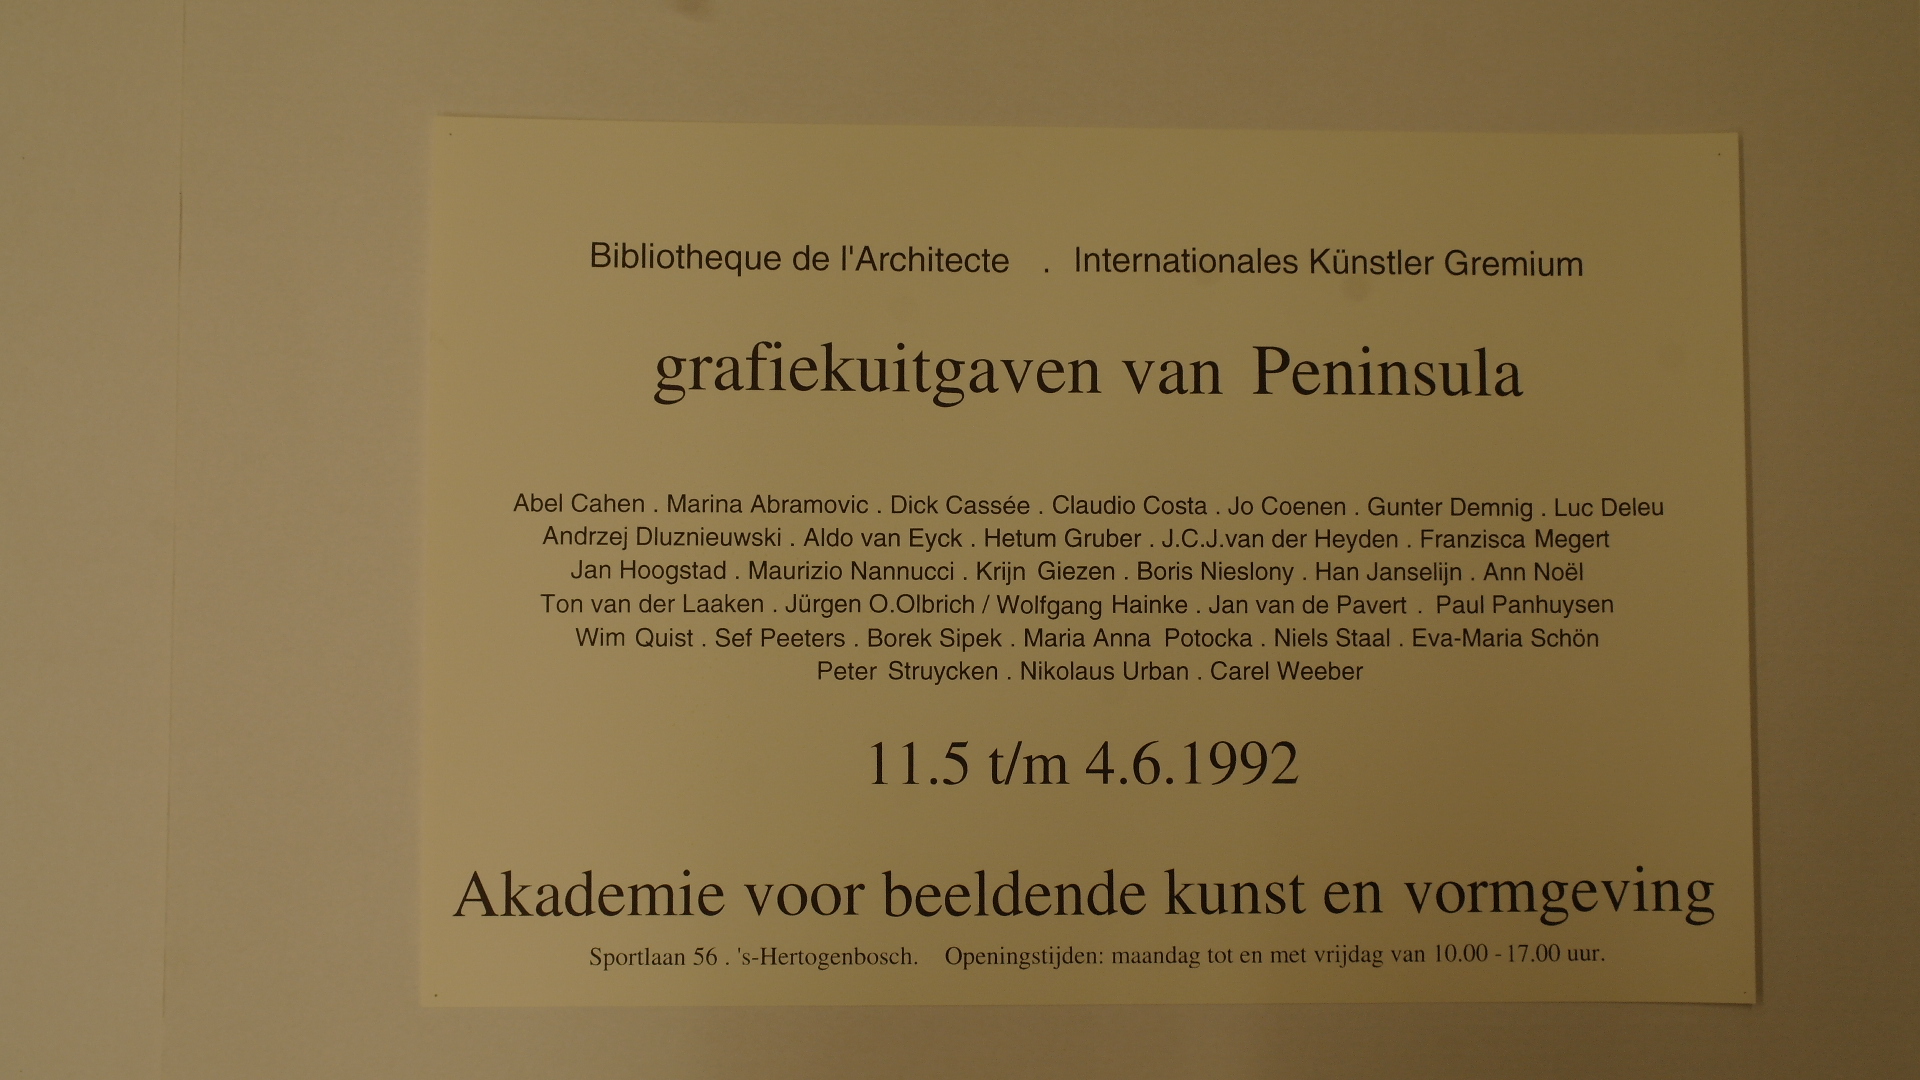 Bibliotheque de l'Architecte . Internationales Künstler Gremium
grafiekuitgaven van Peninsula
Abel Cahen . Marina Abramovic . Dick Cassée . Claudio Costa . Jo Coenen . Gunter Demnig . Luc Deleu
Andrzej Dluznieuwski . Aldo van Eyck . Hetum Gruber . J.C.J.van der Heyden . Franzisca Megert
Jan Hoogstad . Maurizio Nannucci . Krijn Giezen . Boris Nieslony . Han Janselijn . Ann Noël
Ton van der Laaken . Jürgen O.Olbrich / Wolfgang Hainke . Jan van de Pavert . Paul Panhuysen
Wim Quist . Sef Peeters . Borek Sipek . Maria Anna Potocka . Niels Staal . Eva-Maria Schön
Peter Struycken . Nikolaus Urban . Carel Weeber
11.5 t/m 4.6.1992
Akademie voor beeldende kunst en vormgeving
Sportlaan 56 . 's-Hertogenbosch. Openingstijden: maandag tot en met vrijdag van 10.00 - 17.00 uur.